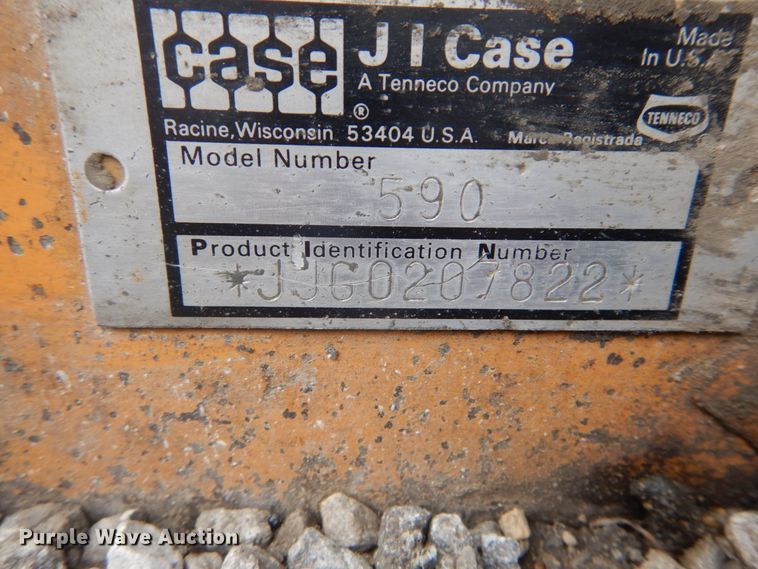 case
J I Case
A Tenneco Company
Made
In U.S.A.
®
Racine, Wisconsin 53404 U.S.A.
Marca Registrada
TENNECO
Model Number
590
Product Identification Number
*JJG0207822*
Purple Wave Auction